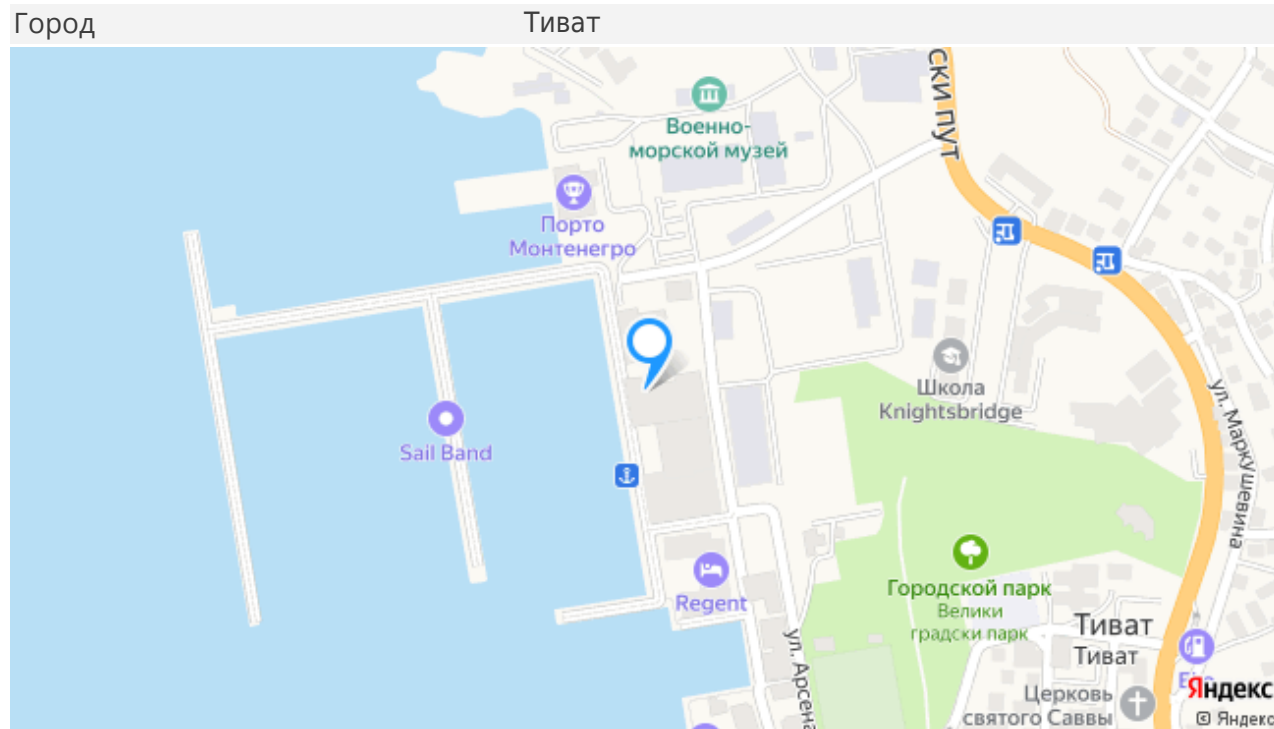 Город Тиват
СКИ ПУТ
Военно-
морской музей
Порто
Монтенегро
Школа
Knightsbridge
ул. Маркушевина
Sail Band
Regent
Городской парк
Велики
градски парк
ул. Арсена
Тиват
Тиват
Церковь
святого Саввы
Яндекс
© Яндекс